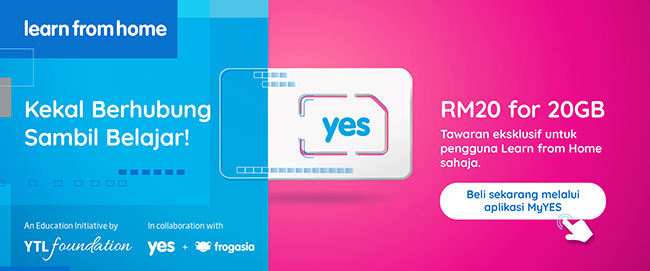 learn from home
Kekal Berhubung
Sambil Belajar!
An Education Initiative by
YTL foundation
In collaboration with
yes + frogasia
yes
RM20 for 20GB
Tawaran eksklusif untuk
pengguna Learn from Home
sahaja.
Beli sekarang melalui
aplikasi MyYES